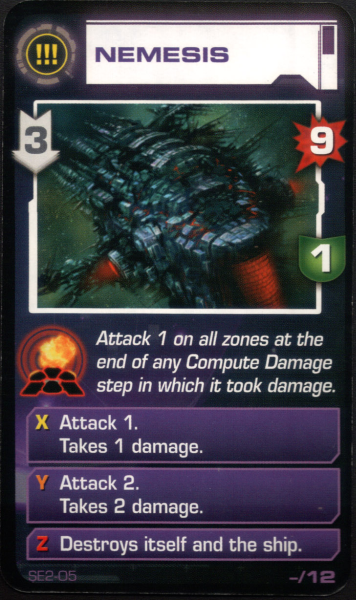 !!!
NEMESIS
3
9
1
Attack 1 on all zones at the
end of any Compute Damage
step in which it took damage.
X Attack 1.
Takes 1 damage.
Y Attack 2.
Takes 2 damage.
Z Destroys itself and the ship.
SE2-05
–/12